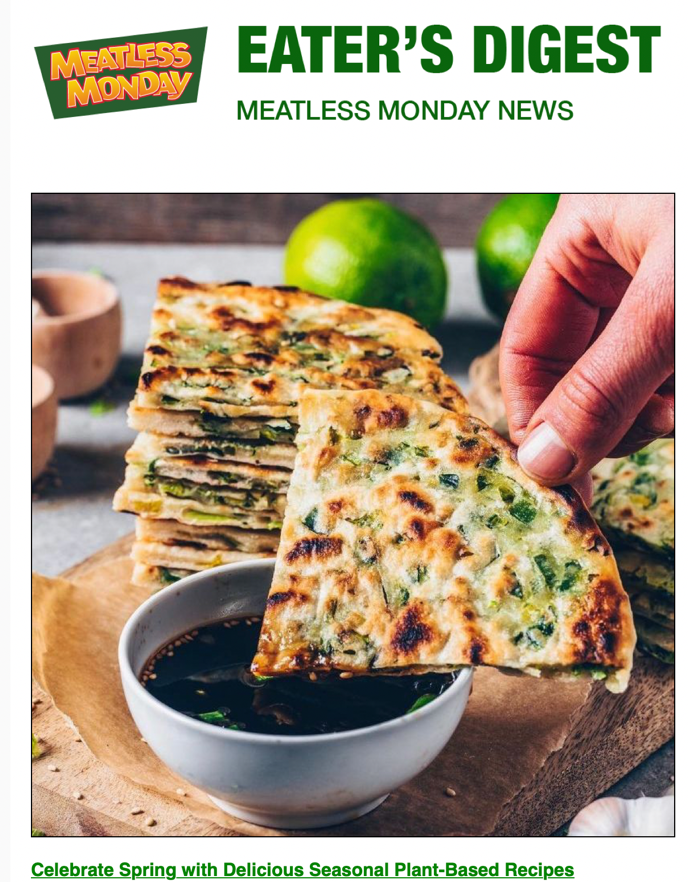 MEATLESS
MONDAY
EATER’S DIGEST
MEATLESS MONDAY NEWS
Celebrate Spring with Delicious Seasonal Plant-Based Recipes